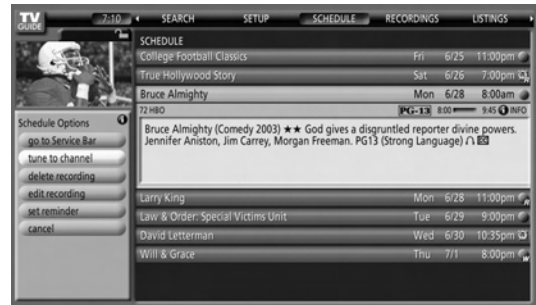 TV GUIDE 7:10 SEARCH SETUP SCHEDULE RECORDINGS LISTINGS
SCHEDULE
College Football Classics Fri 6/25 11:00pm
True Hollywood Story Sat 6/26 7:00pm
Bruce Almighty Mon 6/28 8:00am
72 HBO PG-13 8:00 9:45 INFO
Bruce Almighty (Comedy 2003) ★★ God gives a disgruntled reporter divine powers.
Jennifer Aniston, Jim Carrey, Morgan Freeman. PG13 (Strong Language)
Schedule Options
go to Service Bar
tune to channel
delete recording
edit recording
set reminder
cancel
Larry King Mon 6/28 11:00pm
Law & Order: Special Victims Unit Tue 6/29 9:00pm
David Letterman Wed 6/30 10:35pm
Will & Grace Thu 7/1 8:00pm